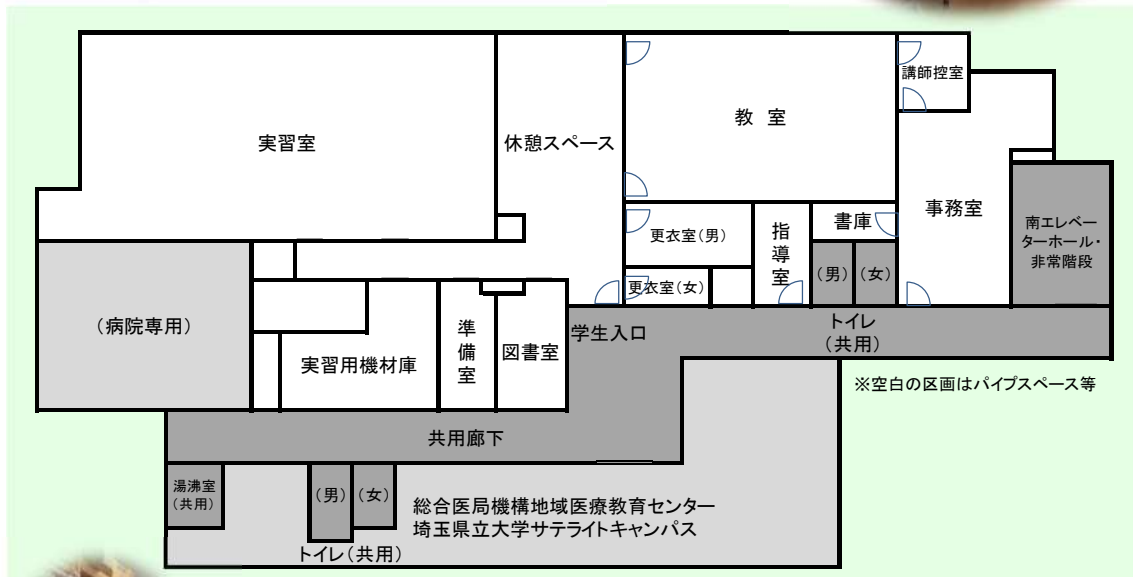 講師控室
実習室
休憩スペース
教 室
更衣室（男）
指導室
書庫
事務室
南エレベー
ターホール・
非常階段
（男）
（女）
更衣室（女）
（病院専用）
実習用機材庫
準備室
図書室
学生入口
トイレ
（共用）
※空白の区画はパイプスペース等
共用廊下
湯沸室
（共用）
（男）
（女）
総合医局機構地域医療教育センター
埼玉県立大学サテライトキャンパス
トイレ（共用）